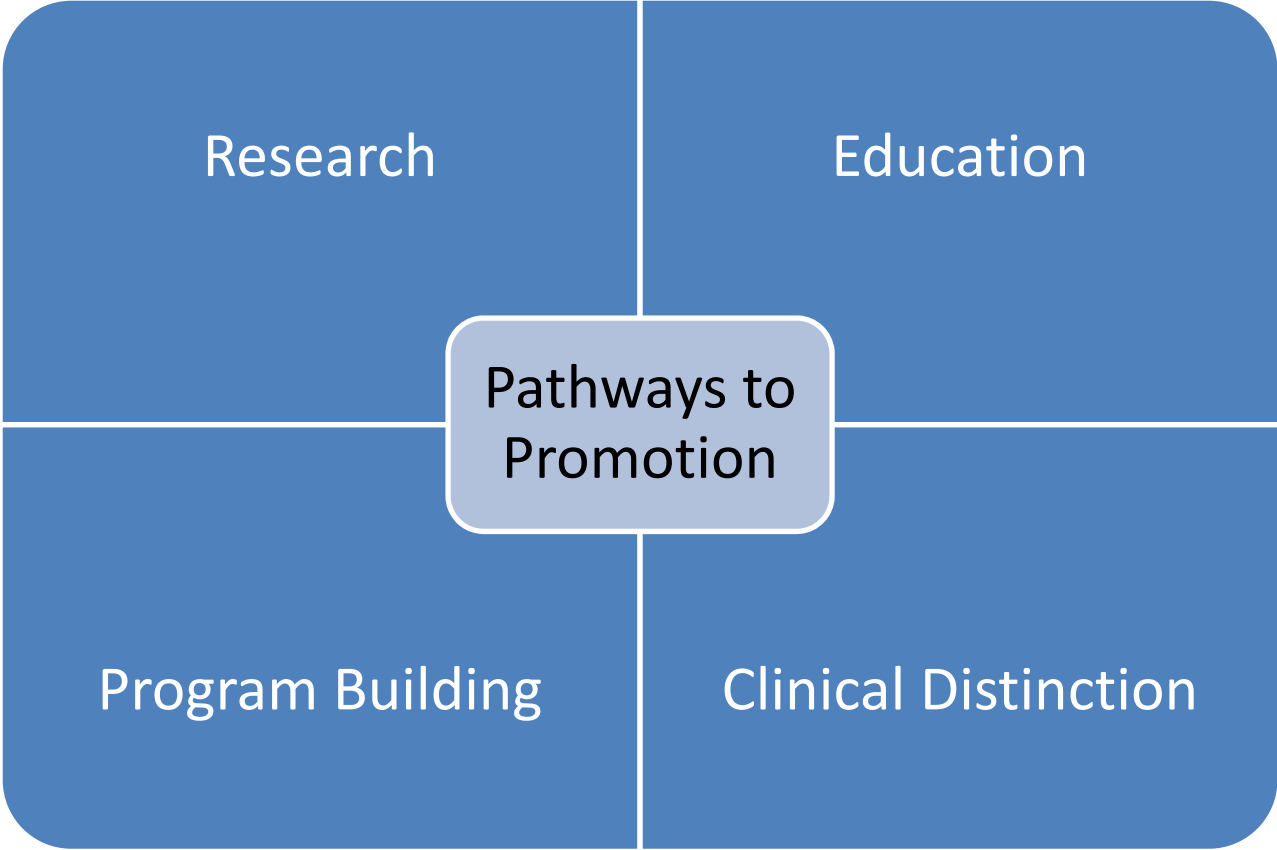 Research
Education
Pathways to
Promotion
Program Building
Clinical Distinction